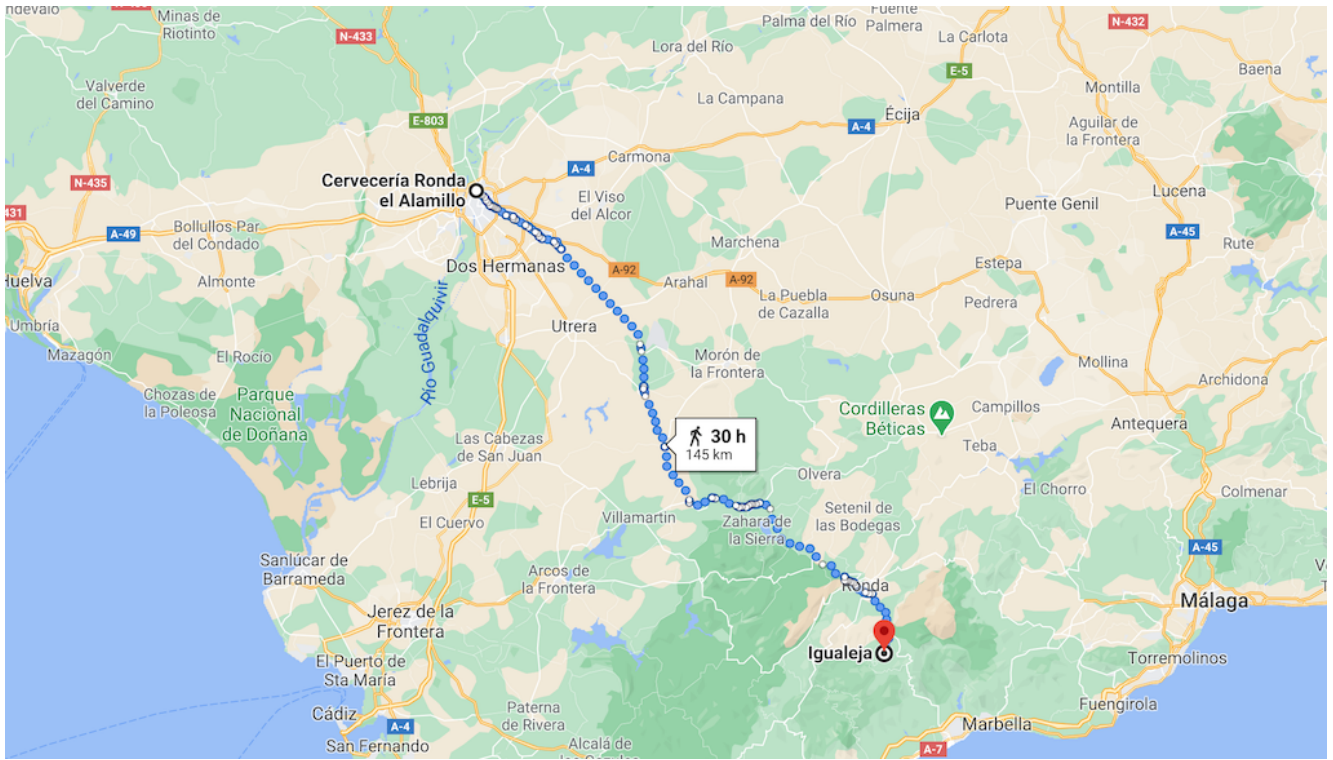 ndévalo
Minas de
Riotinto
N-433
Palma del Río
Fuente
Palmera
N-432
La Carlota
Lora del Río
E-5
Baena
Valverde
del Camino
La Campana
Montilla
E-803
Écija
A-4
Aguilar de
la Frontera
Carmona
A-4
N-435
Cervecería Ronda
el Alamillo
El Viso
del Alcor
Lucena
Puente Genil
431
Bollullos Par
del Condado
A-49
A-45
Rute
Marchena
Dos Hermanas
A-92
Estepa
Huelva
Almonte
Arahal
A-92
La Puebla
de Cazalla
Osuna
Pedrera
Umbría
Río Guadalquivir
Utrera
Mazagón
El Rocio
Morón de
la Frontera
Mollina
Archidona
Chozas de
la Poleosa
Parque
Nacional
de Doñana
Cordilleras
Béticas
Campillos
Antequera
30 h
145 km
Las Cabezas
de San Juan
Teba
Olvera
Lebrija
E-5
El Chorro
Colmenar
El Cuervo
Villamartin
Zahara de
la Sierra
Setenil de
las Bodegas
A-45
Sanlúcar de
Barrameda
Arcos de
la Frontera
Ronda
Málaga
Jerez de la
Frontera
Igualeja
Torremolinos
El Puerto de
Sta María
Fuengirola
Cádiz
Paterna
de Rivera
A-4
Marbella
San Fernando
Alcalá de
A-7